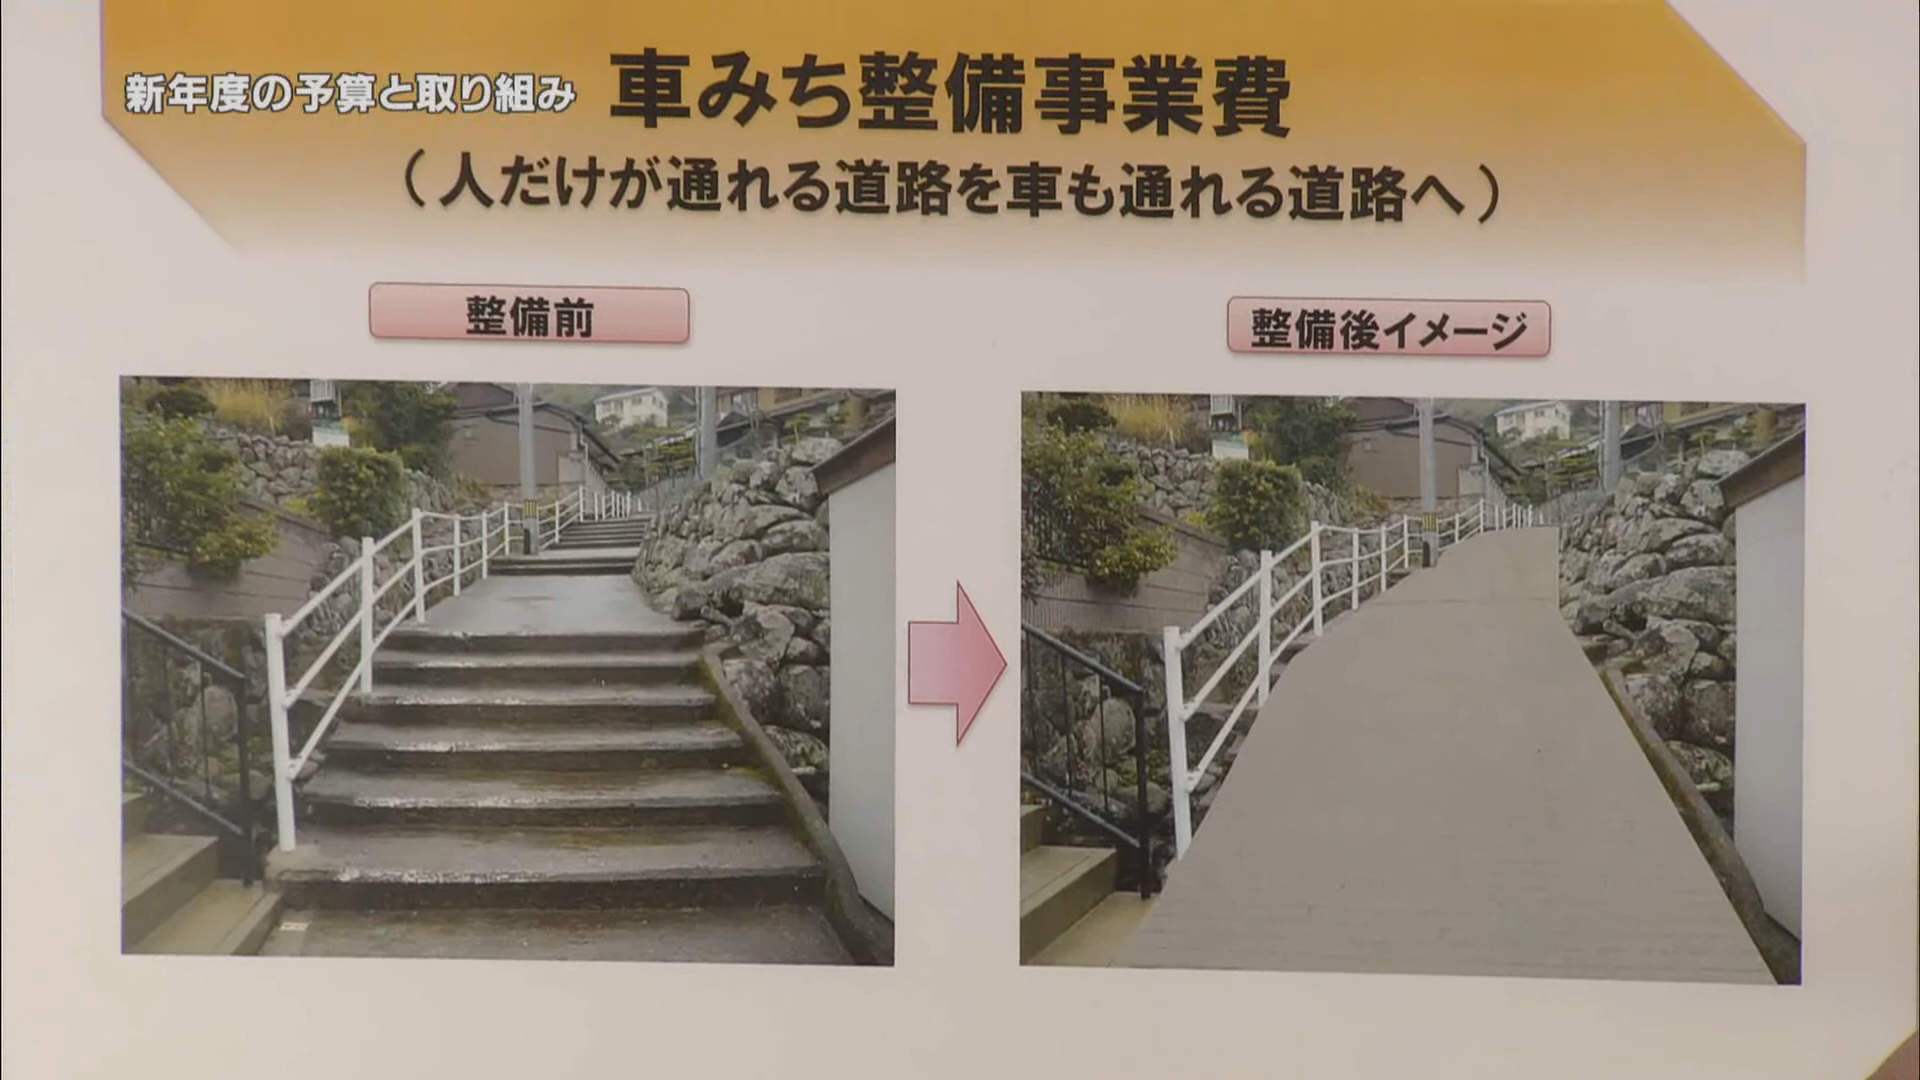 新年度の予算と取り組み
車みち整備事業費
（人だけが通れる道路を車も通れる道路へ）
整備前
整備後イメージ